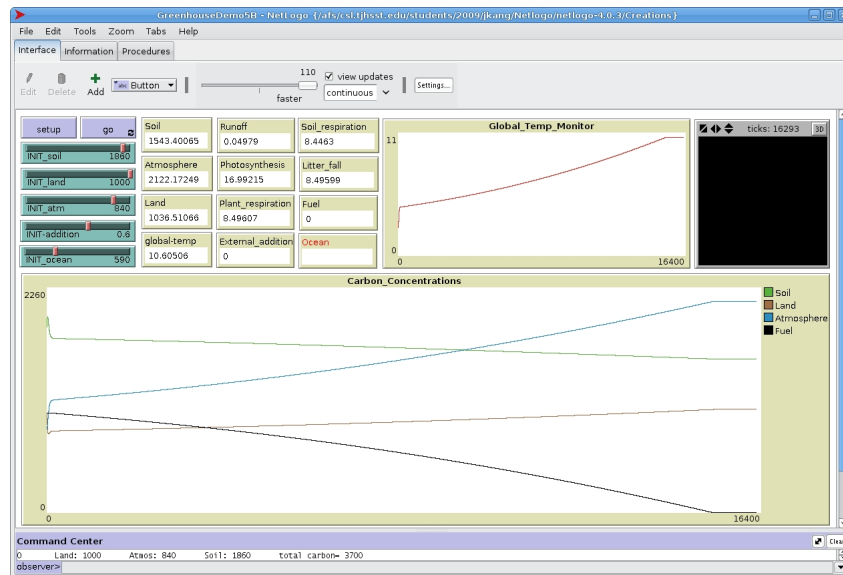 GreenhouseDemo5B - NetLogo {/afs/csl.tjhsst.edu/students/2009/jkang/Netlogo/netlogo-4.0.3/Creations}
File Edit Tools Zoom Tabs Help
Interface Information Procedures
Edit Delete Add abc Button
faster
110
view updates
continuous
Settings...
setup go
INIT_soil 1860
INIT_land 1000
INIT_atm 840
INIT-addition 0.6
INIT_ocean 590
Soil
1543.40065
Runoff
0.04979
Soil_respiration
8.4463
Atmosphere
2122.17249
Photosynthesis
16.99215
Litter_fall
8.49599
Land
1036.51066
Plant_respiration
8.49607
Fuel
0
global-temp
10.60506
External_addition
0
Ocean
Global_Temp_Monitor
11
0
0 16400
ticks: 16293 3D
Carbon_Concentrations
2260
0
0 16400
Soil
Land
Atmosphere
Fuel
Command Center
Clear
0 Land: 1000 Atmos: 840 Soil: 1860 total carbon= 3700
observer>